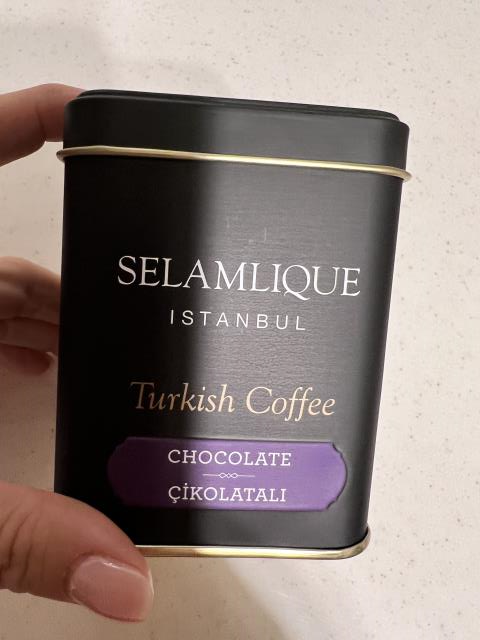 SELAMLIQUE
ISTANBUL
Turkish Coffee
CHOCOLATE
ÇİKOLATALI